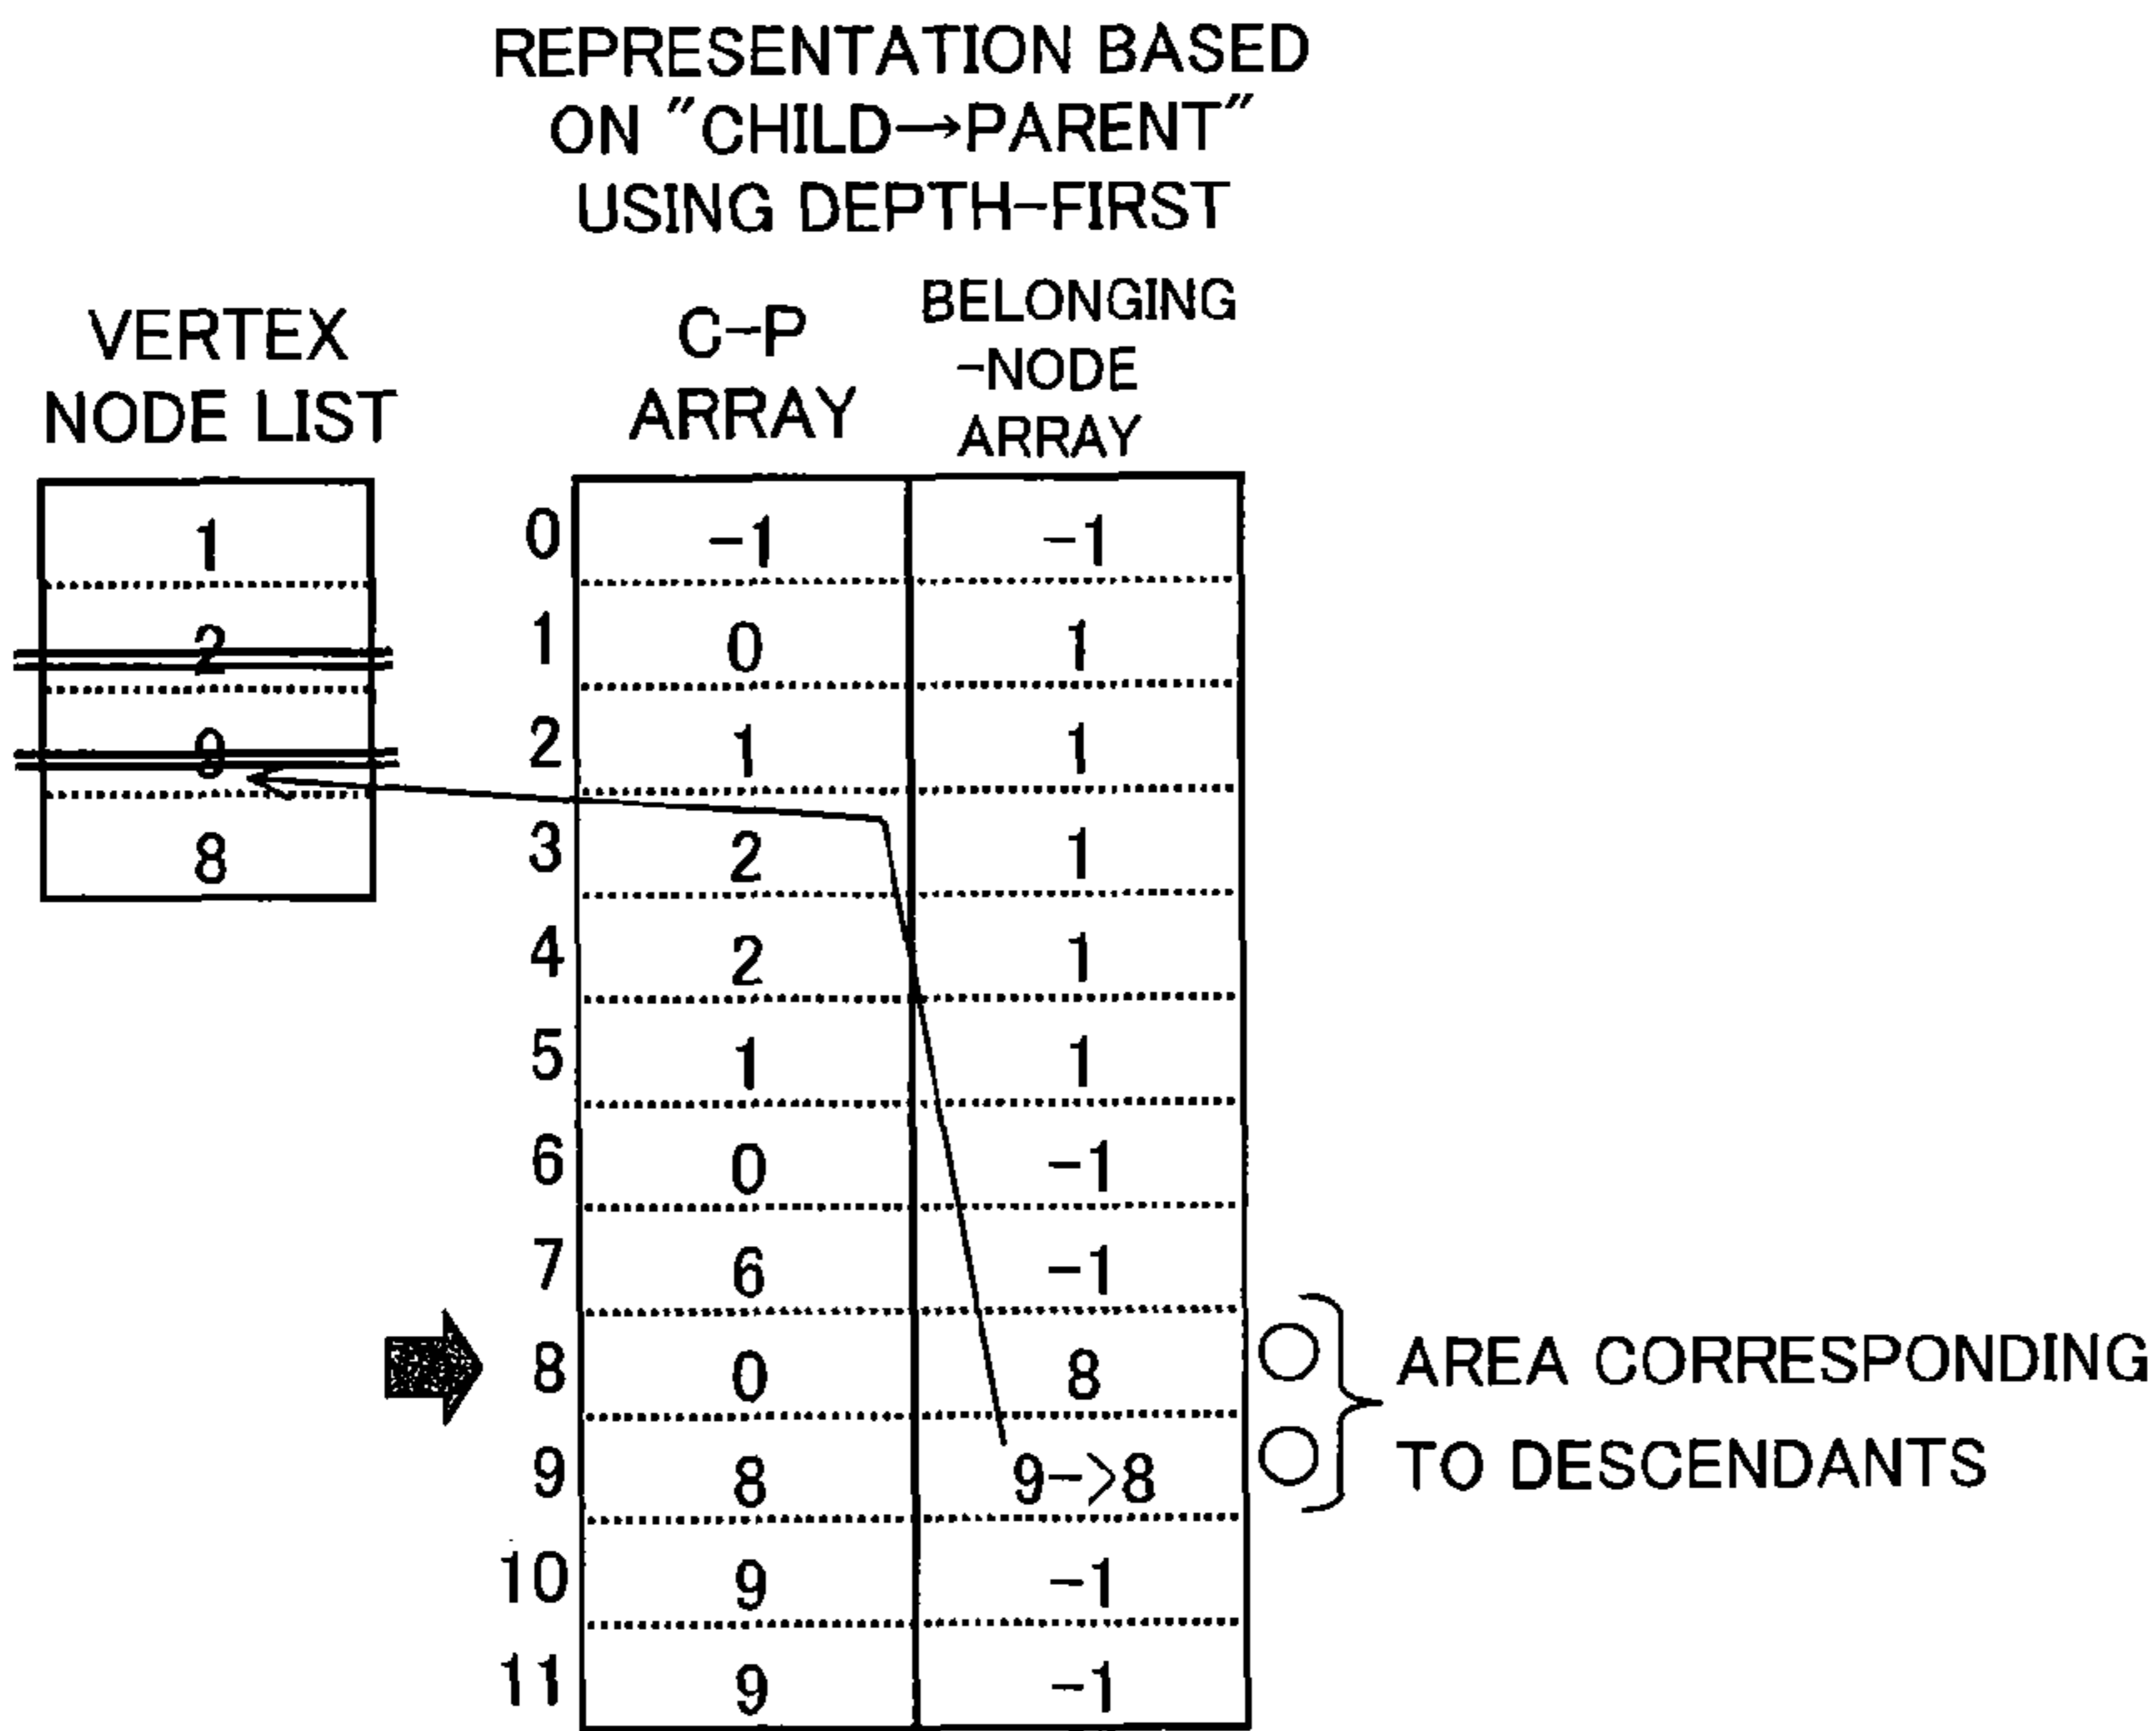 REPRESENTATION BASED
ON "CHILD→PARENT"
USING DEPTH-FIRST
VERTEX
NODE LIST
1
2
8
C-P
ARRAY
BELONGING
-NODE
ARRAY
0 -1 -1
1 0 1
2 1 1
3 2 1
4 2 1
5 1 1
6 0 -1
7 6 -1
8 0 8
9 8 9->8
10 9 -1
11 9 -1
AREA CORRESPONDING
TO DESCENDANTS